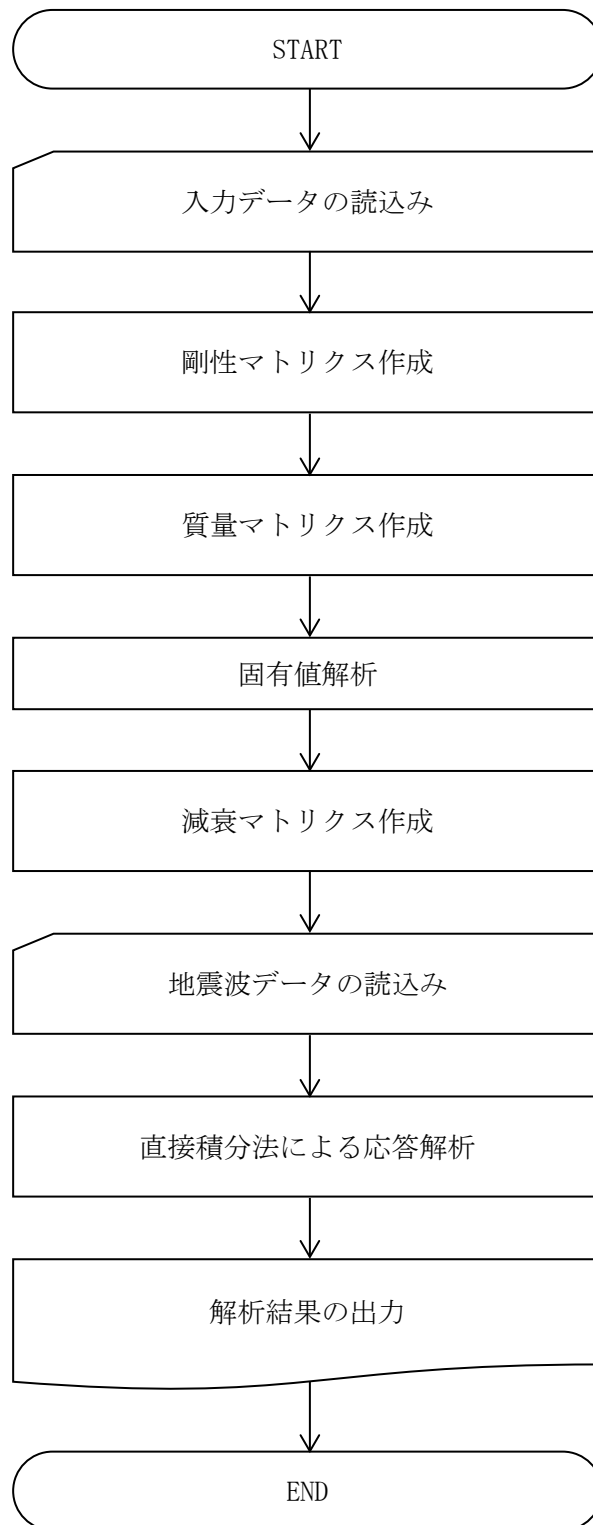 START
入力データの読込み
剛性マトリクス作成
質量マトリクス作成
固有値解析
減衰マトリクス作成
地震波データの読込み
直接積分法による応答解析
解析結果の出力
END